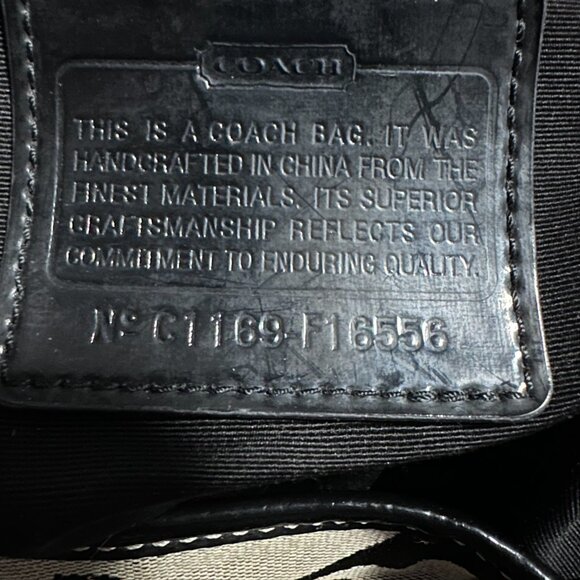 COACH
THIS IS A COACH BAG. IT WAS
HANDCRAFTED IN CHINA FROM THE
FINEST MATERIALS. ITS SUPERIOR
CRAFTSMANSHIP REFLECTS OUR
COMMITMENT TO ENDURING QUALITY.
Nº C1169-F16556